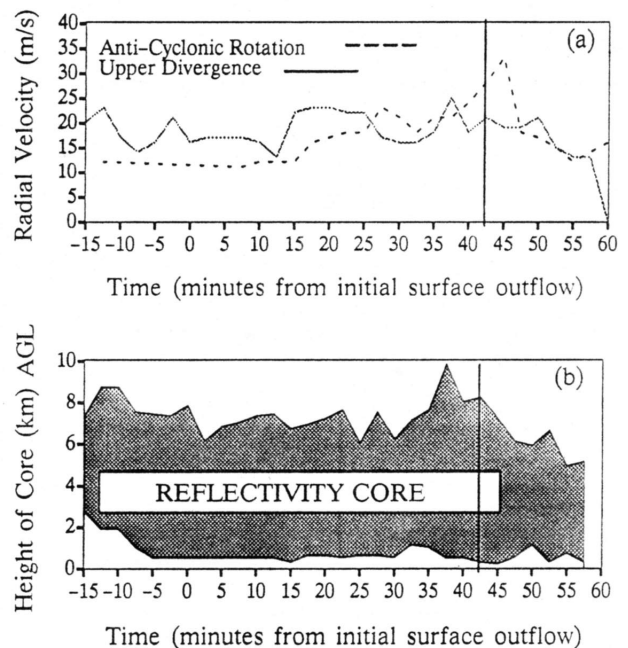 Radial Velocity (m/s)
40
35
30
25
20
15
10
5
0
(a)
Anti-Cyclonic Rotation
Upper Divergence
-15 -10 -5 0 5 10 15 20 25 30 35 40 45 50 55 60
Time (minutes from initial surface outflow)
Height of Core (km) AGL
10
8
6
4
2
0
(b)
REFLECTIVITY CORE
-15 -10 -5 0 5 10 15 20 25 30 35 40 45 50 55 60
Time (minutes from initial surface outflow)